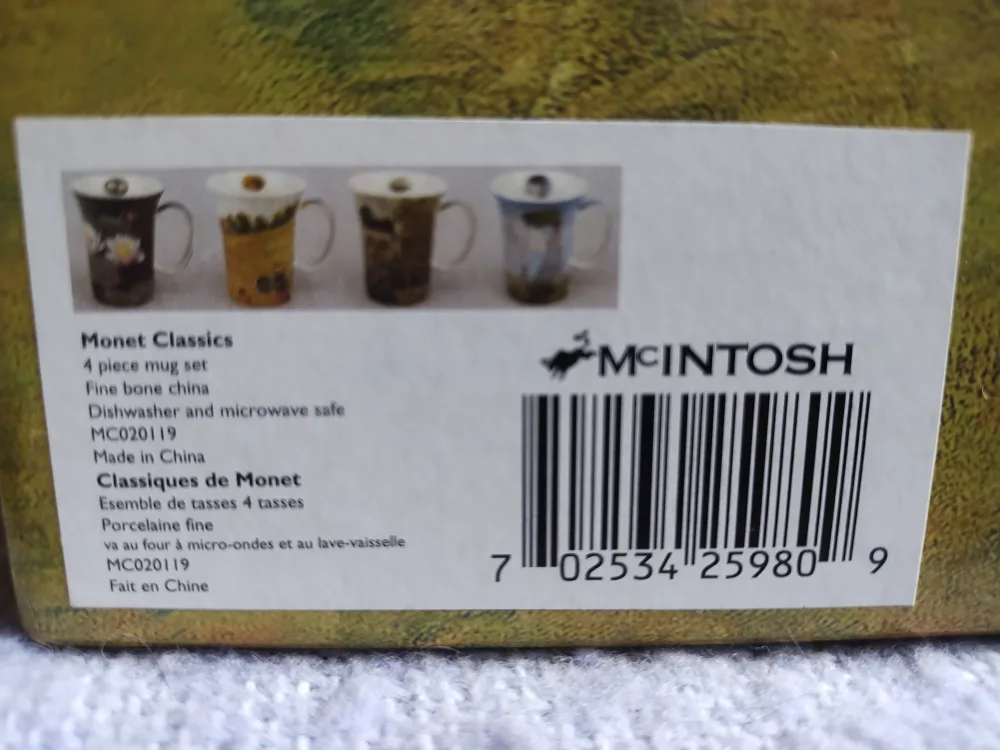 Monet Classics
4 piece mug set
Fine bone china
Dishwasher and microwave safe
MC020119
Made in China
Classiques de Monet
Esemble de tasses 4 tasses
Porcelaine fine
va au four à micro-ondes et au lave-vaisselle
MC020119
Fait en Chine
McINTOSH
7 02534 25980 9